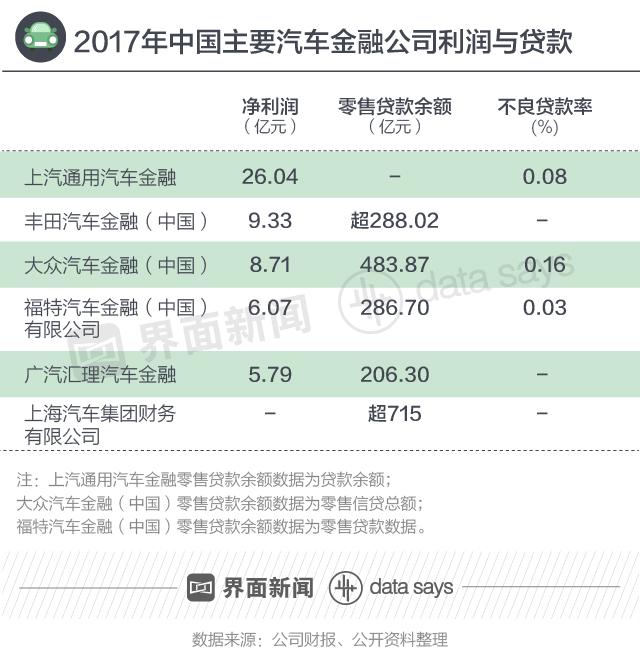 2017年中国主要汽车金融公司利润与贷款
净利润 零售贷款余额 不良贷款率
（亿元） （亿元） (%)
上汽通用汽车金融 26.04 – 0.08
丰田汽车金融（中国） 9.33 超288.02 –
大众汽车金融（中国） 8.71 483.87 0.16
福特汽车金融（中国） 6.07 286.70 0.03
有限公司
广汽汇理汽车金融 5.79 206.30 –
上海汽车集团财务 – 超715 –
有限公司
界面新闻 data says
注：上汽通用汽车金融零售贷款余额数据为贷款余额；
大众汽车金融（中国）零售贷款余额数据为零售信贷总额；
福特汽车金融（中国）零售贷款余额数据为零售贷款数据。
界面新闻 data says
数据来源：公司财报、公开资料整理